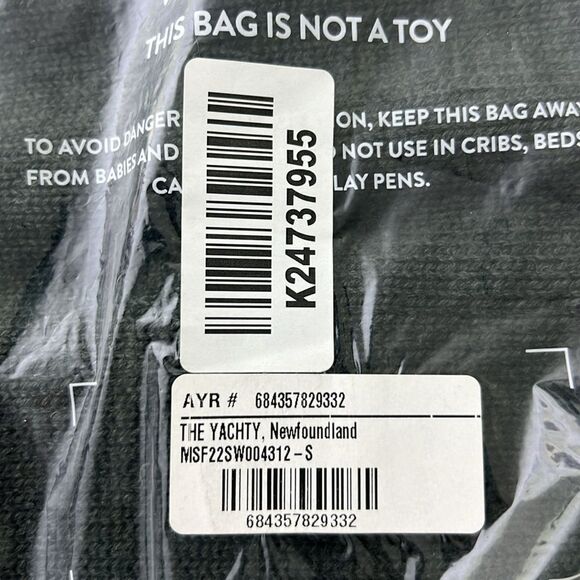 THIS BAG IS NOT A TOY
TO AVOID DANGER ON, KEEP THIS BAG AWAY
FROM BABIES AND NOT USE IN CRIBS, BEDS
CA LAY PENS.
K24737955
AYR # 684357829332
THE YACHTY, Newfoundland
MSF22SW004312-S
684357829332